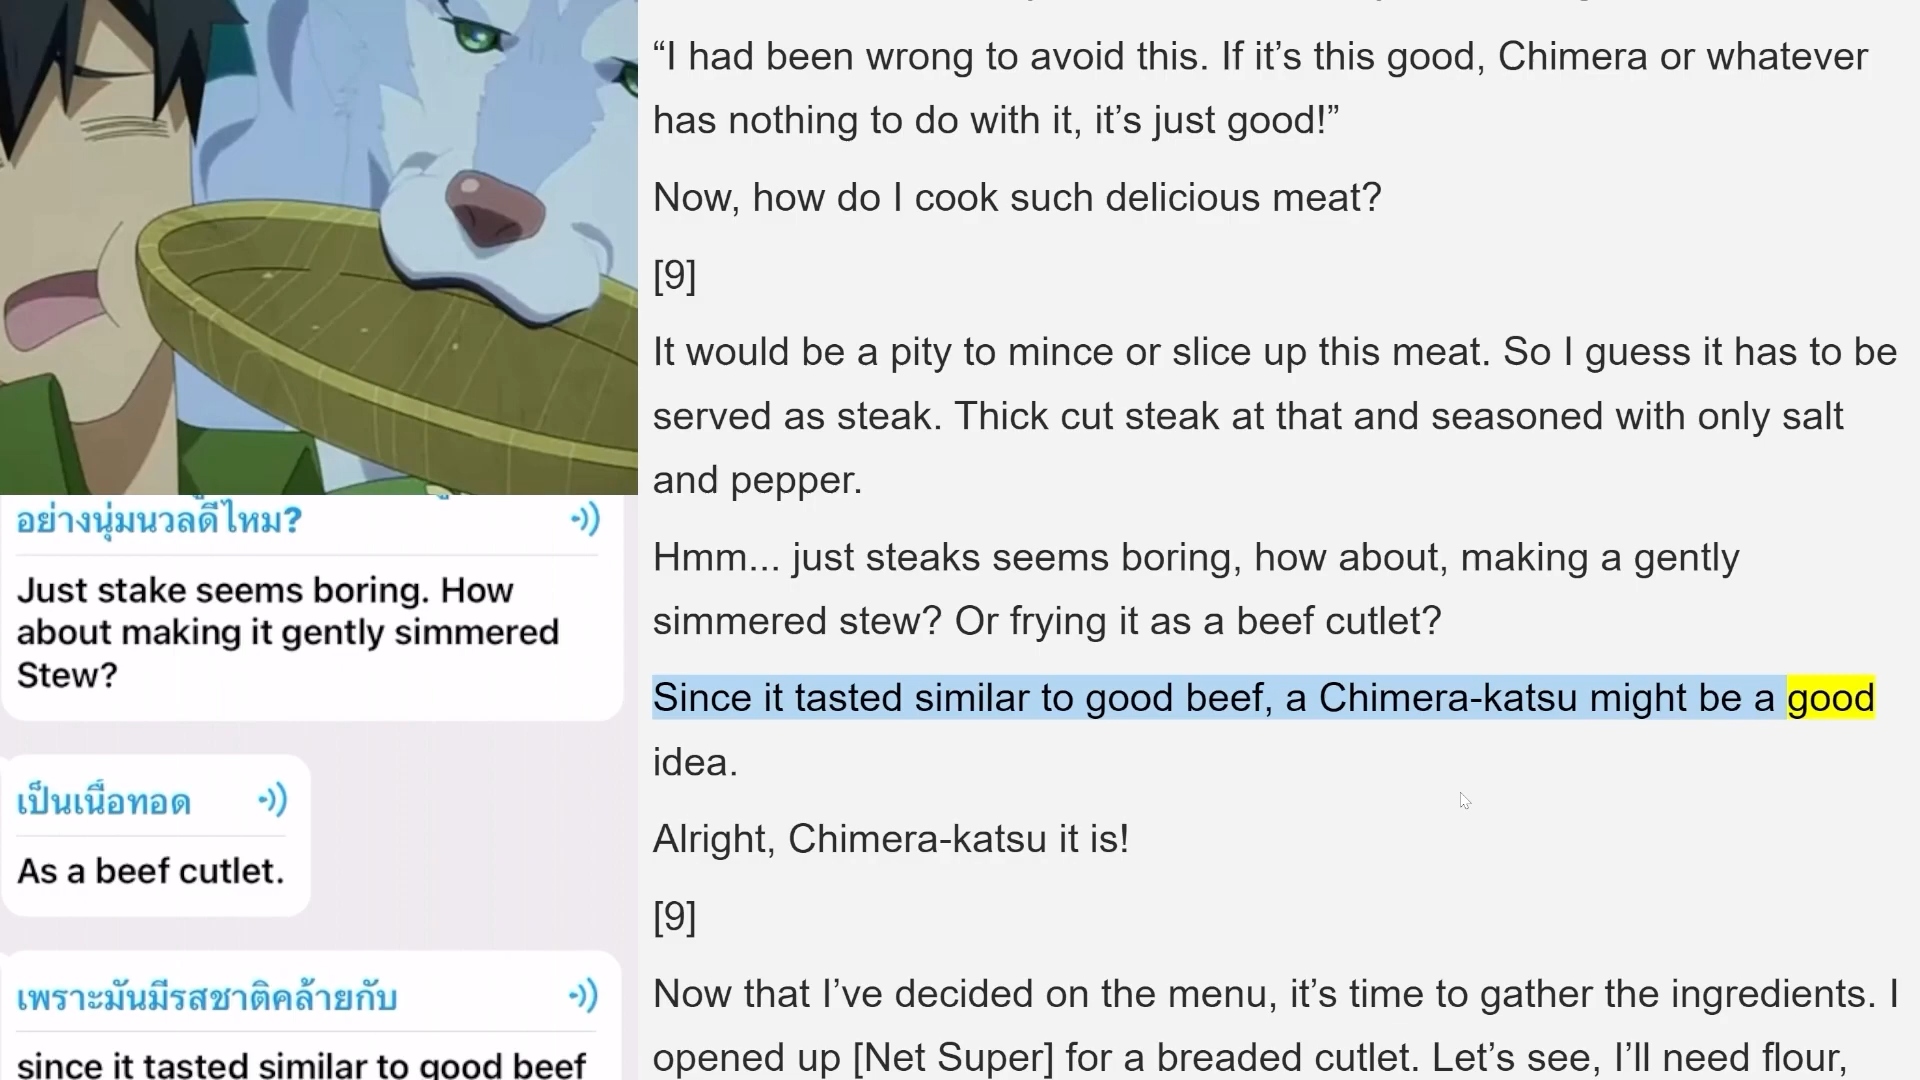 “I had been wrong to avoid this. If it’s this good, Chimera or whatever
has nothing to do with it, it’s just good!”
Now, how do I cook such delicious meat?
[9]
It would be a pity to mince or slice up this meat. So I guess it has to be
served as steak. Thick cut steak at that and seasoned with only salt
and pepper.
Hmm... just steaks seems boring, how about, making a gently
simmered stew? Or frying it as a beef cutlet?
Since it tasted similar to good beef, a Chimera-katsu might be a good
idea.
Alright, Chimera-katsu it is!
[9]
Now that I’ve decided on the menu, it’s time to gather the ingredients. I
opened up [Net Super] for a breaded cutlet. Let’s see, I’ll need flour,
อย่างนุ่มนวลดีไหม?
Just stake seems boring. How
about making it gently simmered
Stew?
เป็นเนื้อทอด
As a beef cutlet.
เพราะมันมีรสชาติคล้ายกับ
since it tasted similar to good beef